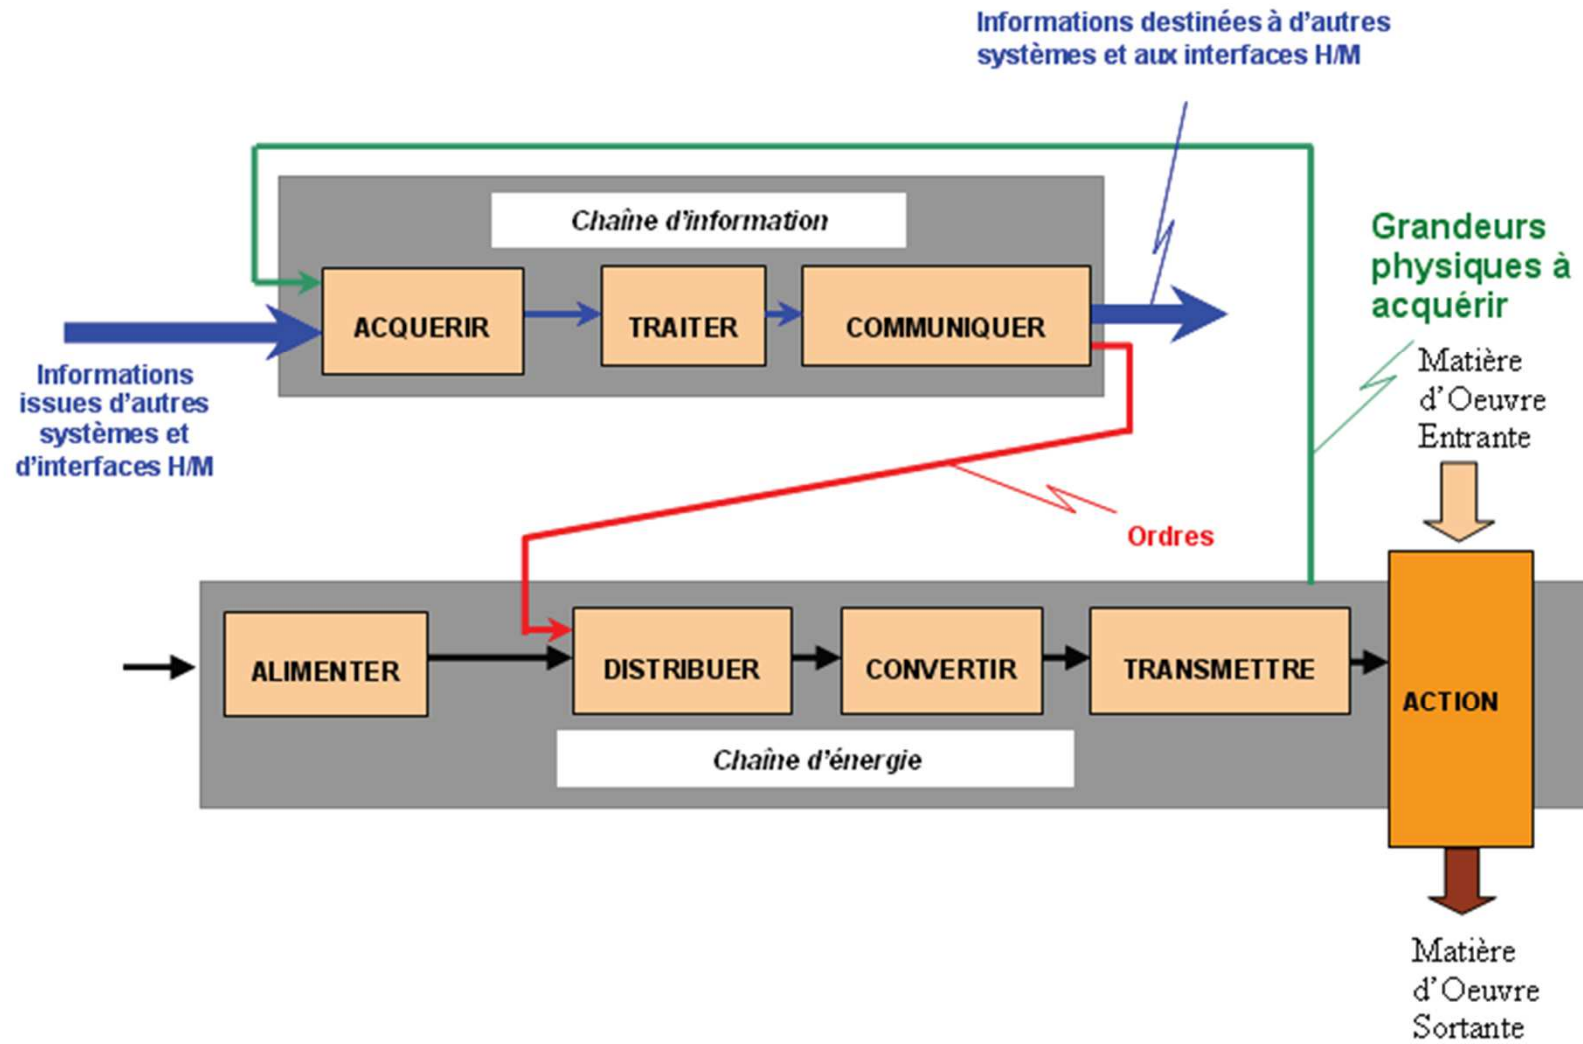 Informations destinées à d'autres
systèmes et aux interfaces H/M
Chaîne d'information
Grandeurs
physiques à
acquérir
ACQUERIR
TRAITER
COMMUNIQUER
Informations
issues d'autres
systèmes et
d'interfaces H/M
Matière
d'Oeuvre
Entrante
Ordres
ALIMENTER
DISTRIBUER
CONVERTIR
TRANSMETTRE
ACTION
Chaîne d'énergie
Matière
d'Oeuvre
Sortante